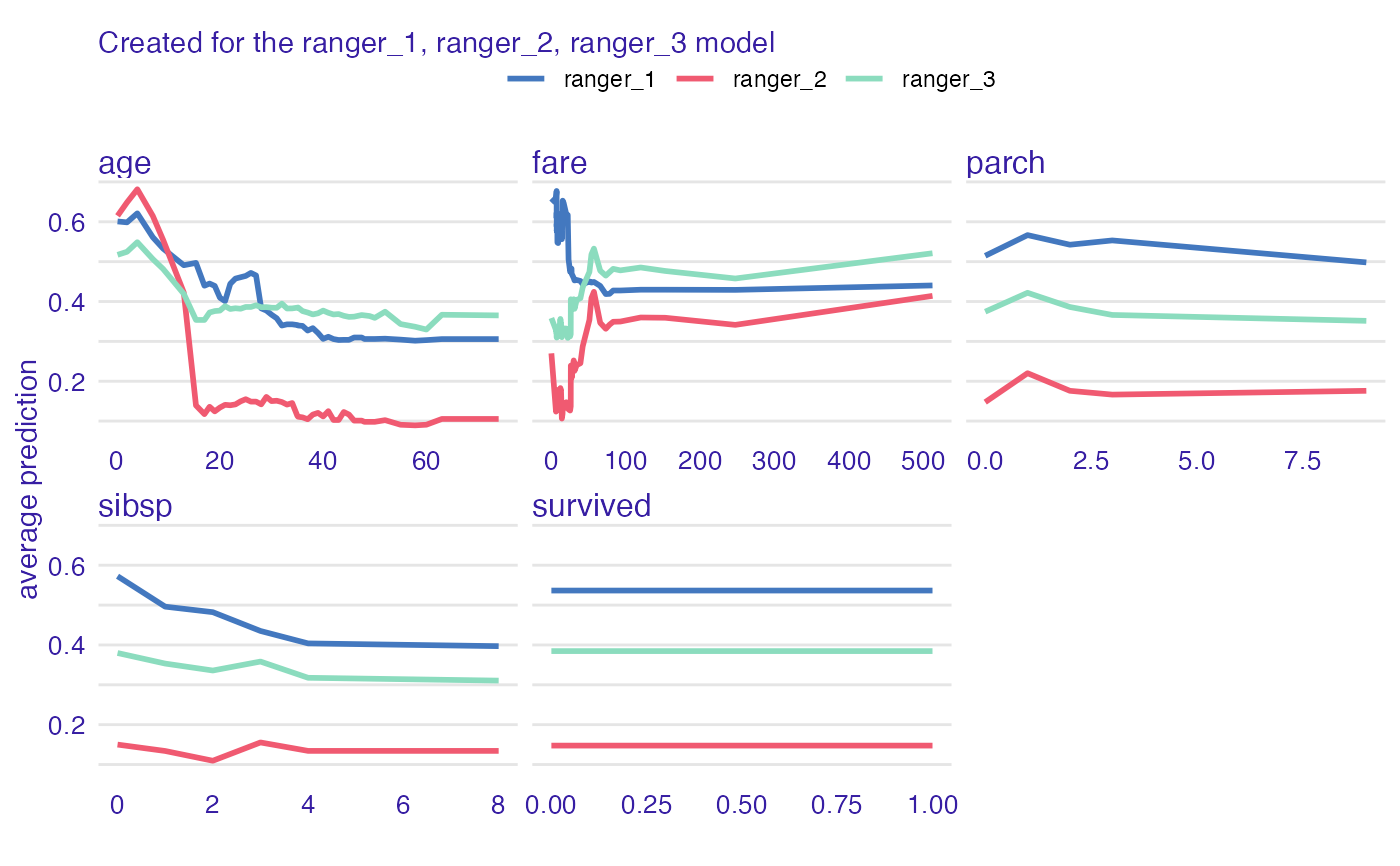 Created for the ranger_1, ranger_2, ranger_3 model
ranger_1 ranger_2 ranger_3
age fare parch
0.6
0.4
0.2
0 20 40 60 0 100 200 300 400 500 0.0 2.5 5.0 7.5
average prediction
sibsp survived
0.6
0.4
0.2
0 2 4 6 8 0.00 0.25 0.50 0.75 1.00